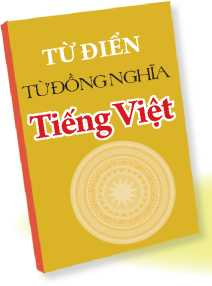 TỪ ĐIỂN
TỪ ĐỒNG NGHĨA
Tiếng Việt